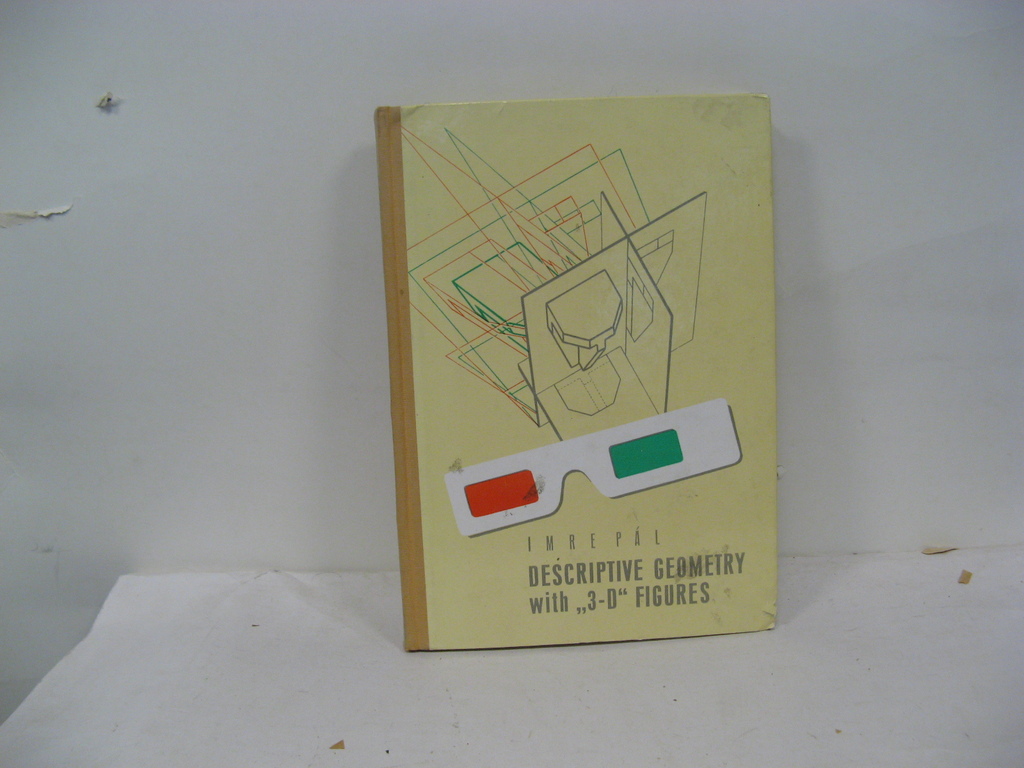 IMRE PÁL
DESCRIPTIVE GEOMETRY
with „3-D“ FIGURES